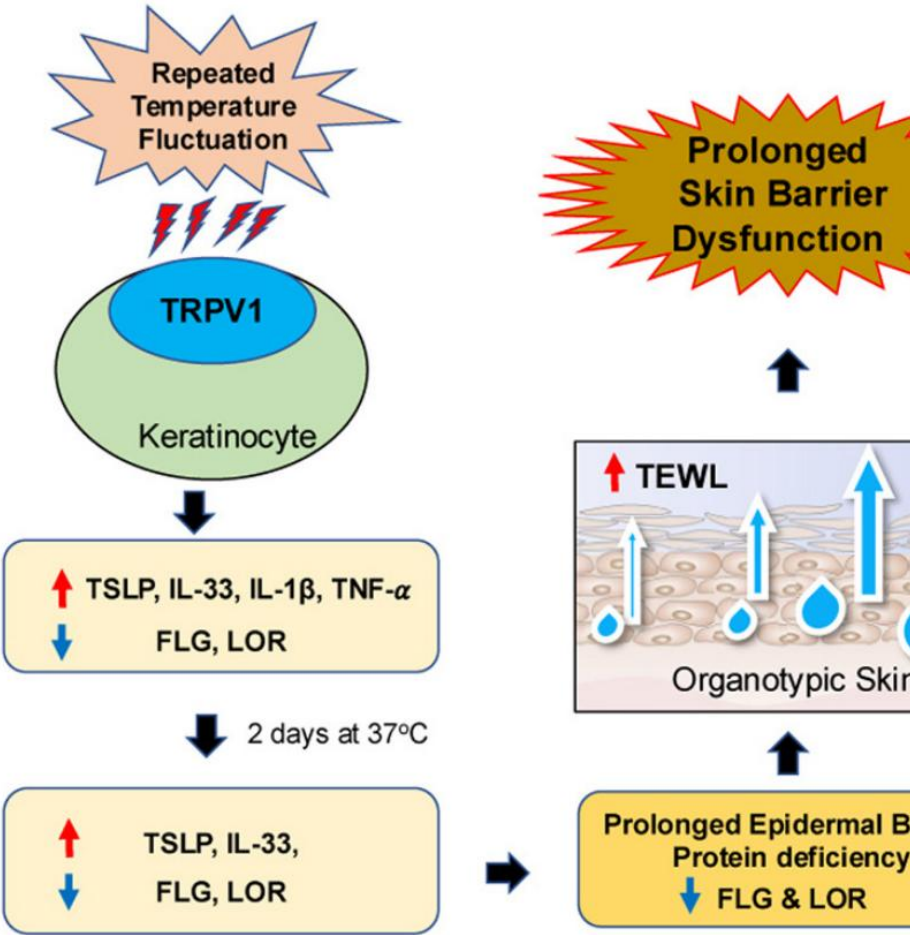 Repeated
Temperature
Fluctuation
TRPV1
Keratinocyte
TSLP, IL-33, IL-1β, TNF-α
FLG, LOR
2 days at 37°C
TSLP, IL-33,
FLG, LOR
Prolonged Epidermal B
Protein deficiency
FLG & LOR
TEWL
Organotypic Skin
Prolonged
Skin Barrier
Dysfunction